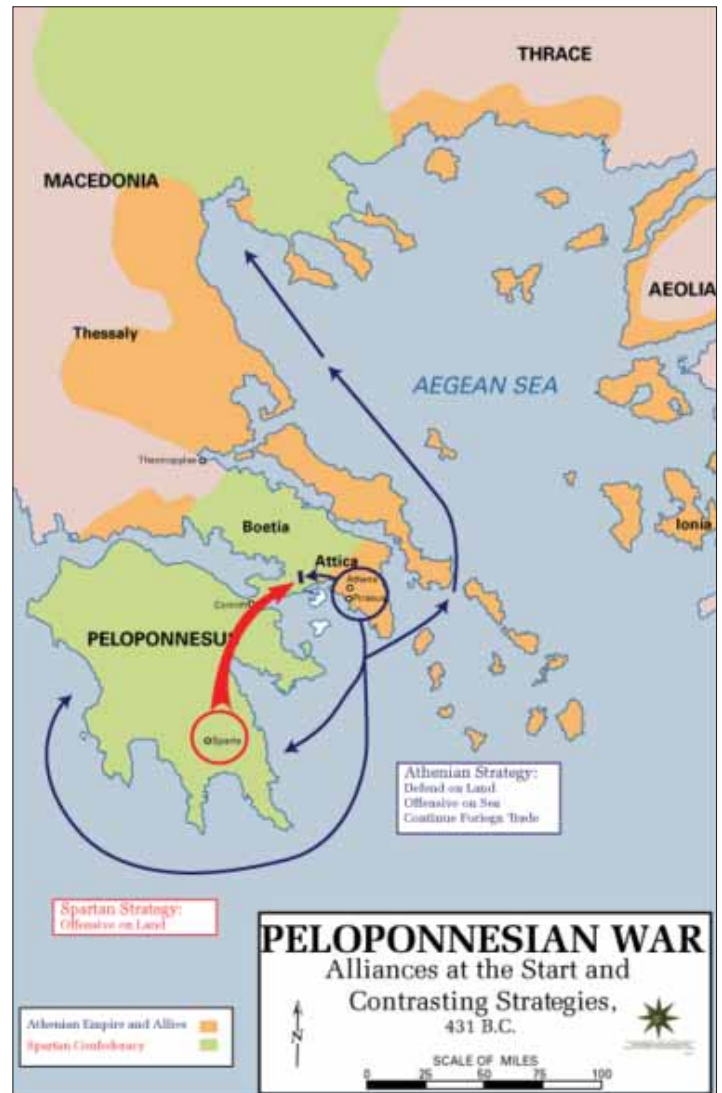 THRACE
MACEDONIA
AEOLIA
Thessaly
AEGEAN SEA
Thermopylae
Ionia
Boetia
Attica
Athens
Piraeus
Corinth
PELOPONNESUS
Sparta
Athenian Strategy:
Defend on Land
Offensive on Sea
Continue Foriegn Trade
Spartan Strategy:
Offensive on Land
PELOPONNESIAN WAR
Alliances at the Start and
Contrasting Strategies,
431 B.C.
N
Athenian Empire and Allies
Spartan Confederacy
SCALE OF MILES
0 25 50 75 100